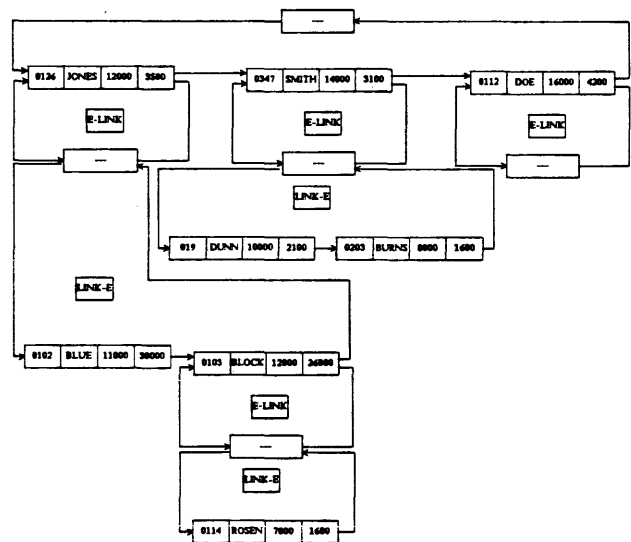 —
0126 JONES 12000 3500
0347 SMITH 14000 3100
0112 DOE 16000 4200
E-LINK
E-LINK
E-LINK
—
—
—
LINK-E
019 DUNN 10000 2100
0203 BURNS 8000 1600
LINK-E
0102 BLUE 11000 30000
0103 BLOCK 12000 26000
E-LINK
—
LINK-E
0114 ROSEN 7000 1600